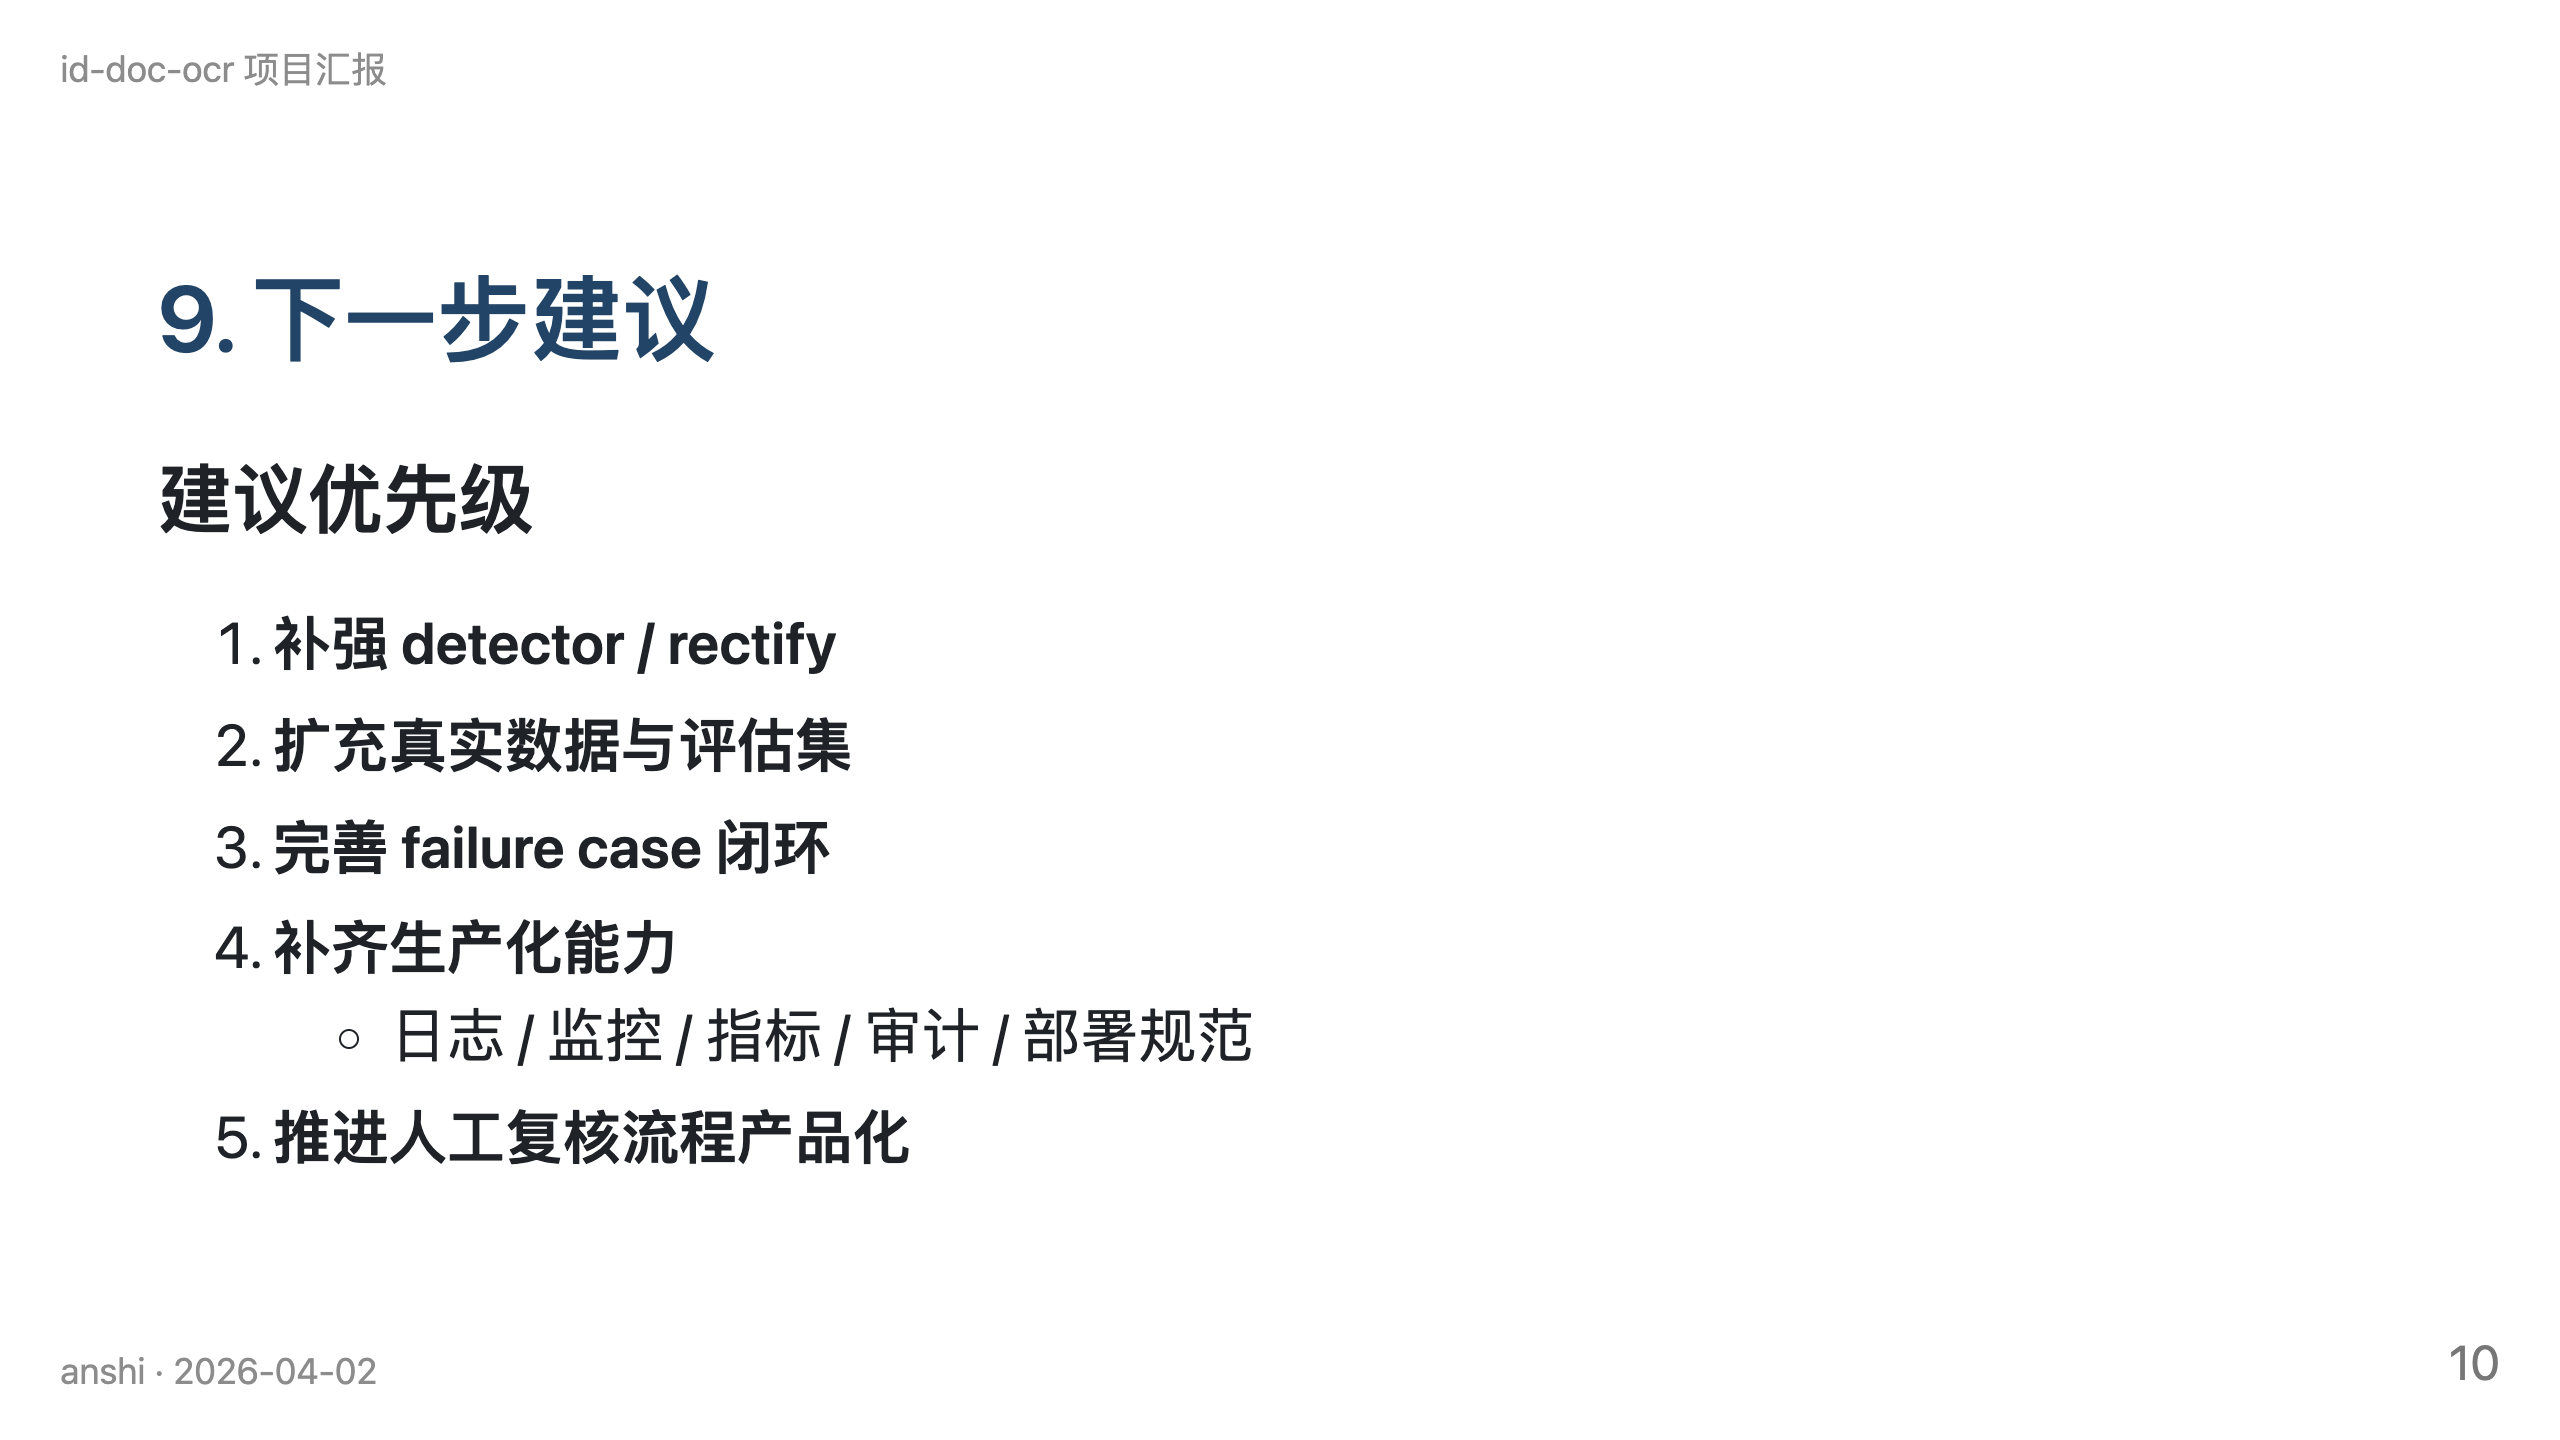 id-doc-ocr 项目汇报
9. 下一步建议
建议优先级
1. 补强 detector / rectify
2. 扩充真实数据与评估集
3. 完善 failure case 闭环
4. 补齐生产化能力
○ 日志 / 监控 / 指标 / 审计 / 部署规范
5. 推进人工复核流程产品化
anshi · 2026-04-02
10